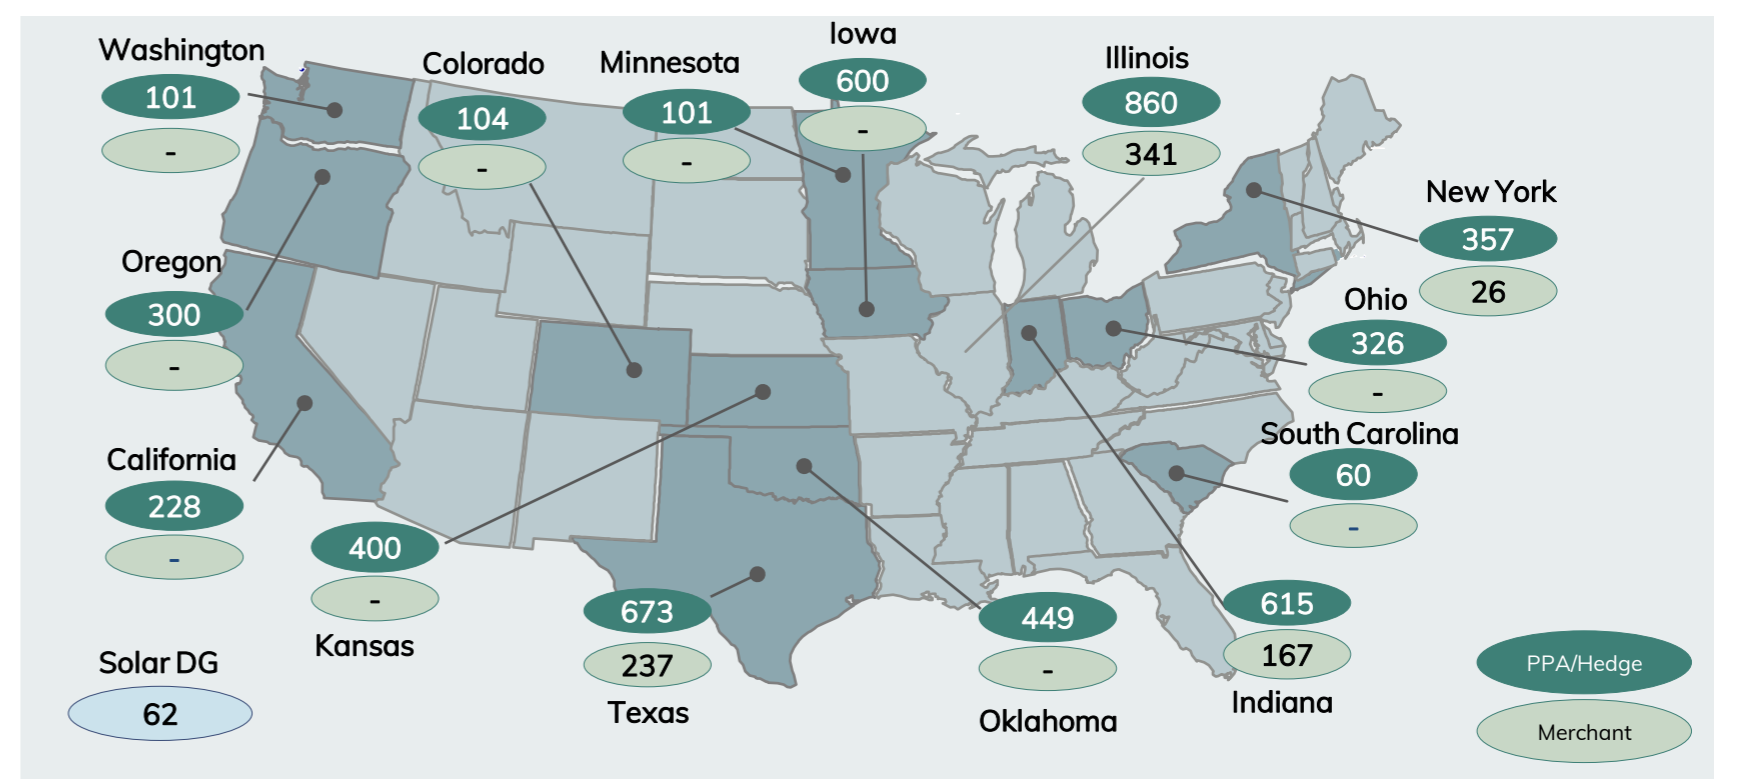 Washington
101
-
Colorado
104
-
Minnesota
101
-
Iowa
600
-
Illinois
860
341
New York
357
26
Oregon
300
-
Ohio
326
-
California
228
-
South Carolina
60
-
400
-
Kansas
673
237
Texas
449
-
Oklahoma
615
167
Indiana
Solar DG
62
PPA/Hedge
Merchant